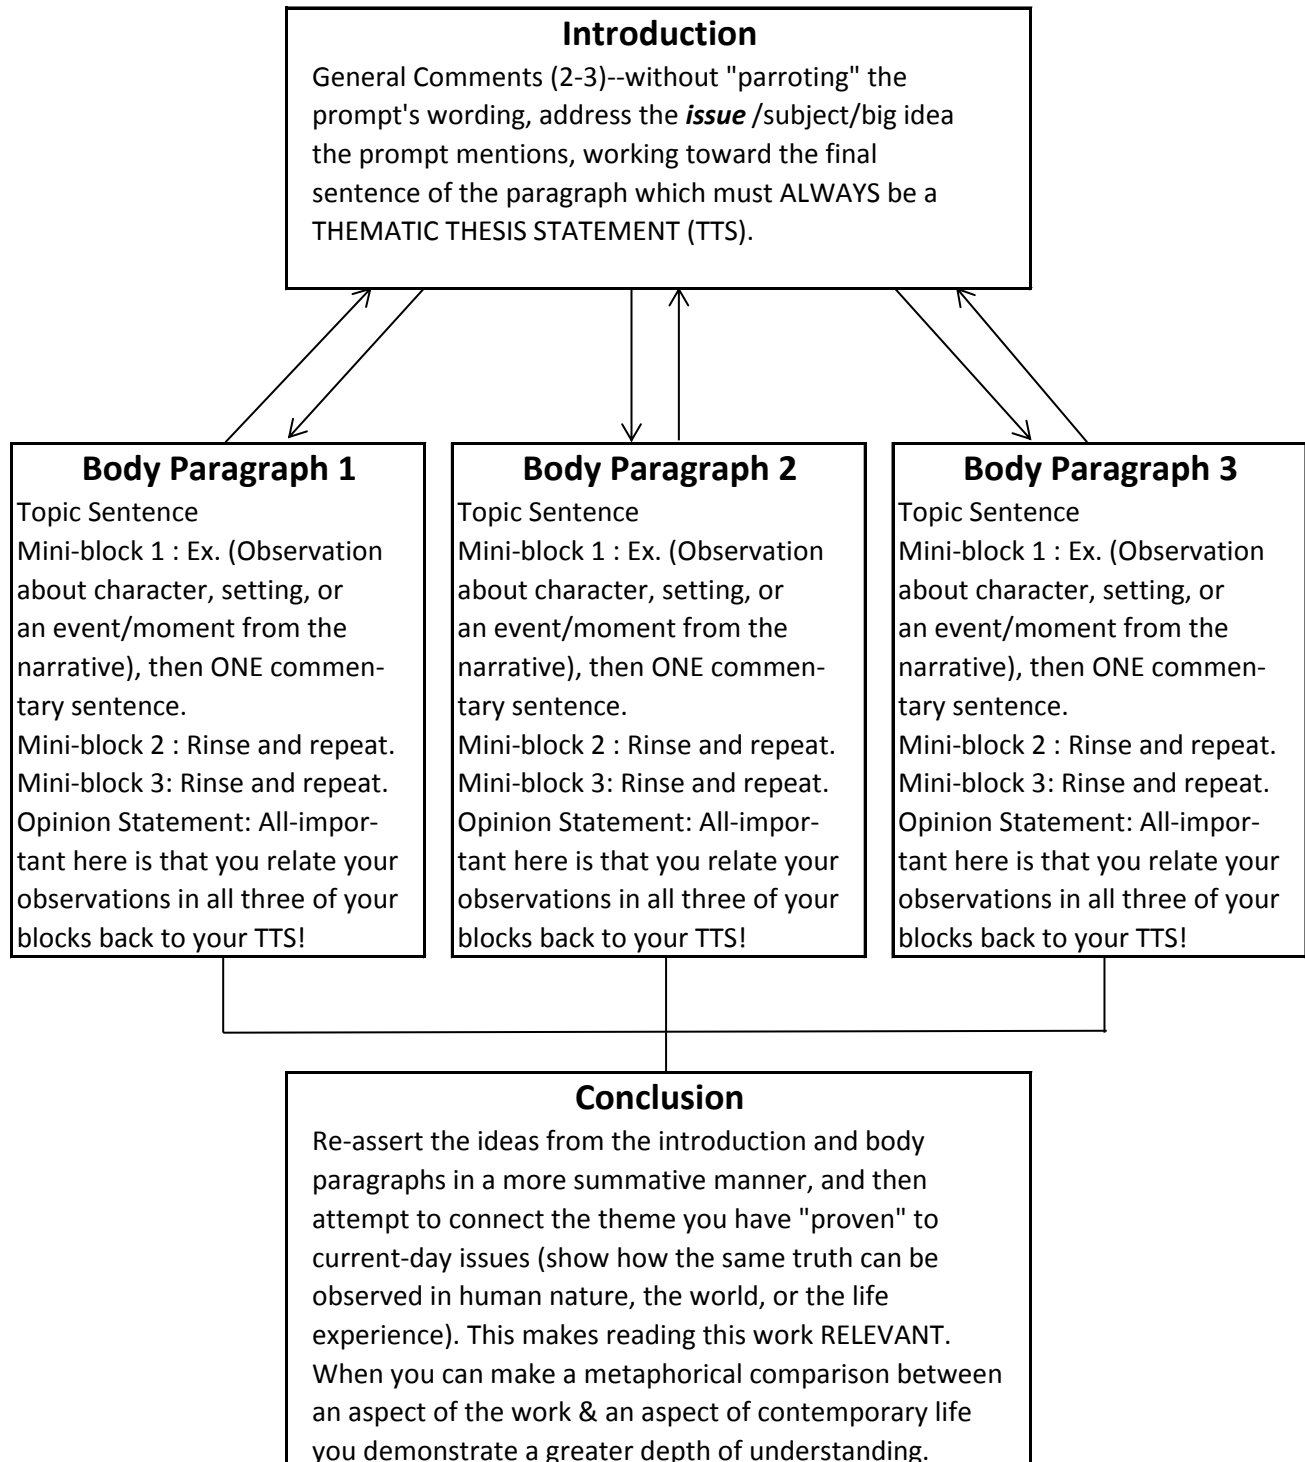 Introduction
General Comments (2-3)--without "parroting" the
prompt's wording, address the issue /subject/big idea
the prompt mentions, working toward the final
sentence of the paragraph which must ALWAYS be a
THEMATIC THESIS STATEMENT (TTS).
Body Paragraph 1
Topic Sentence
Mini-block 1 : Ex. (Observation
about character, setting, or
an event/moment from the
narrative), then ONE commen-
tary sentence.
Mini-block 2 : Rinse and repeat.
Mini-block 3: Rinse and repeat.
Opinion Statement: All-impor-
tant here is that you relate your
observations in all three of your
blocks back to your TTS!
Body Paragraph 2
Topic Sentence
Mini-block 1 : Ex. (Observation
about character, setting, or
an event/moment from the
narrative), then ONE commen-
tary sentence.
Mini-block 2 : Rinse and repeat.
Mini-block 3: Rinse and repeat.
Opinion Statement: All-impor-
tant here is that you relate your
observations in all three of your
blocks back to your TTS!
Body Paragraph 3
Topic Sentence
Mini-block 1 : Ex. (Observation
about character, setting, or
an event/moment from the
narrative), then ONE commen-
tary sentence.
Mini-block 2 : Rinse and repeat.
Mini-block 3: Rinse and repeat.
Opinion Statement: All-impor-
tant here is that you relate your
observations in all three of your
blocks back to your TTS!
Conclusion
Re-assert the ideas from the introduction and body
paragraphs in a more summative manner, and then
attempt to connect the theme you have "proven" to
current-day issues (show how the same truth can be
observed in human nature, the world, or the life
experience). This makes reading this work RELEVANT.
When you can make a metaphorical comparison between
an aspect of the work & an aspect of contemporary life
you demonstrate a greater depth of understanding.